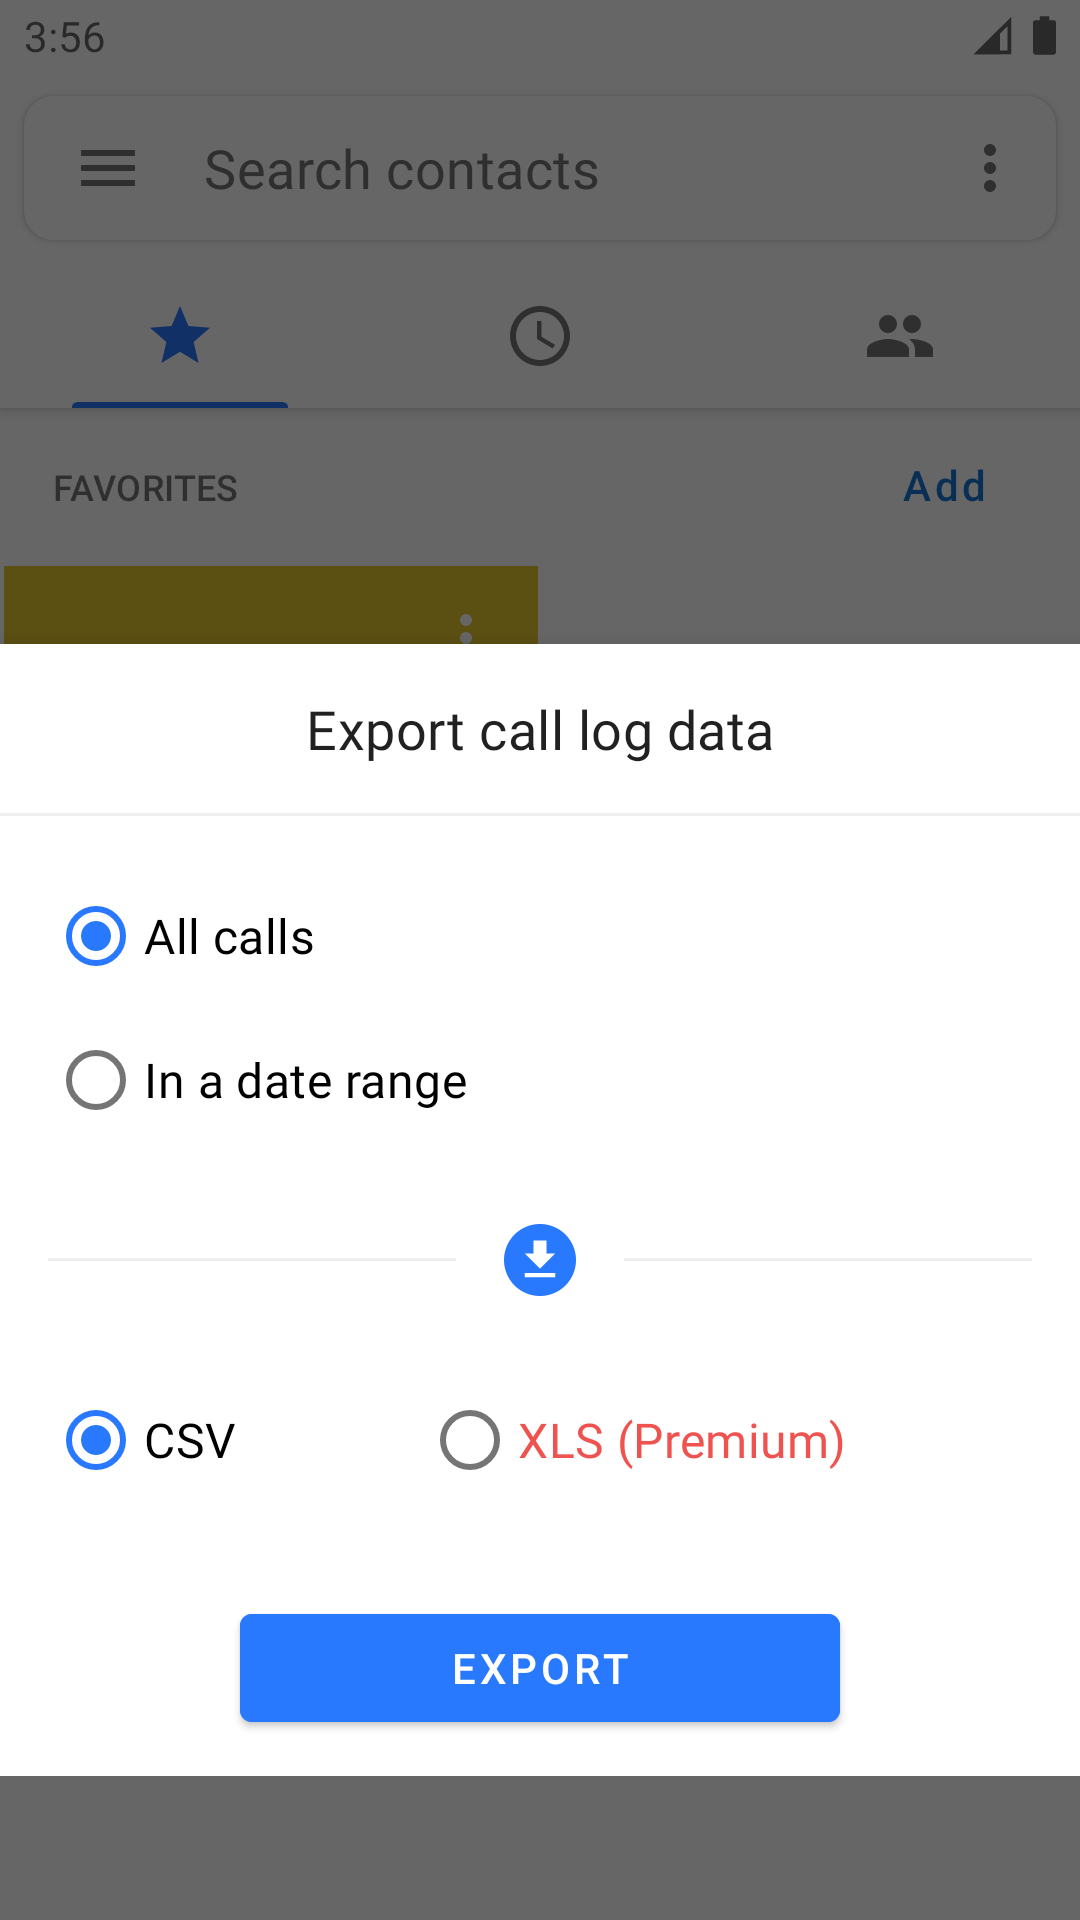 3:56
Search contacts
FAVORITES
Add
Export call log data
All calls
In a date range
CSV
XLS (Premium)
EXPORT